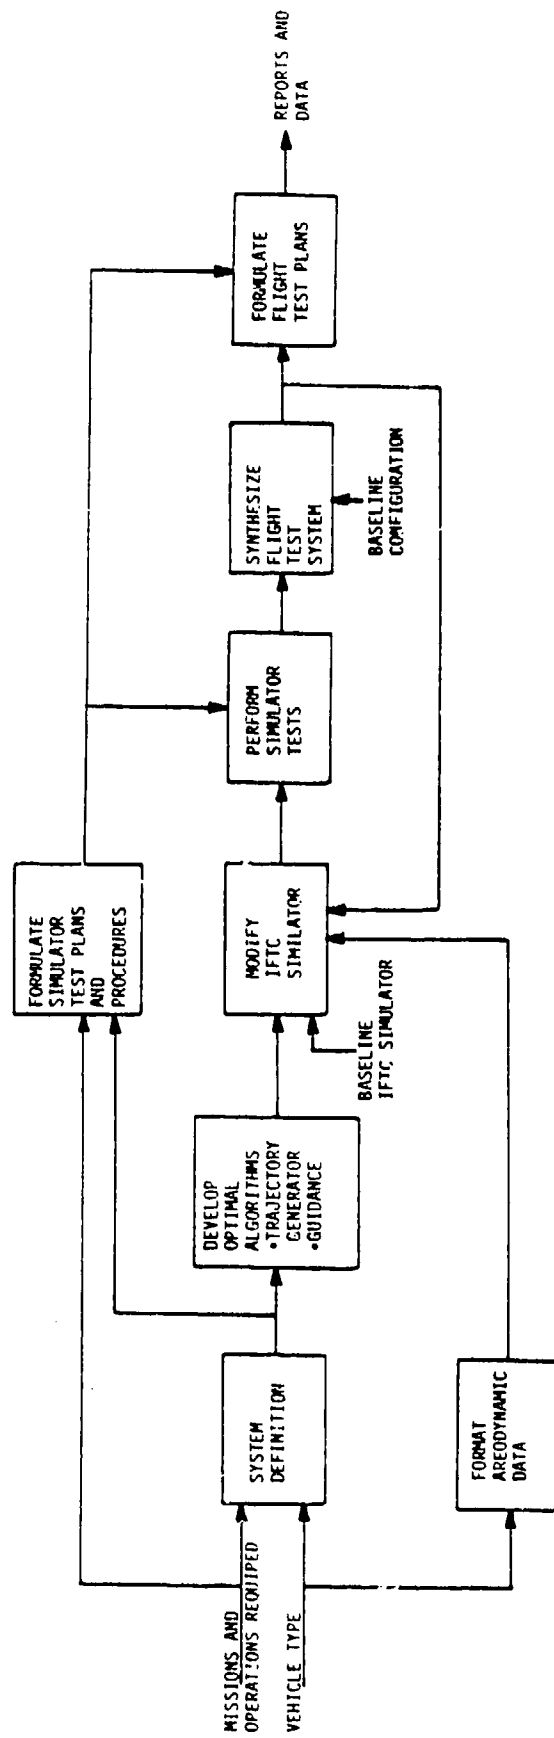 MISSIONS AND
OPERATIONS REQUIPED
VEHICLE TYPE
SYSTEM
DEFINITION
FORMAT
AREODYNAMIC
DATA
DEVELOP
OPTIMAL
ALGORITHMS
•TRAJECTORY
GENERATOR
•GUIDANCE
FORMULATE
SIMULATOR
TEST PLANS
AND
PROCEDURES
MODIFY
IFTC
SIMILATOR
BASELINE
IFTC SIMULATOR
PERFORM
SIMULATOR
TESTS
SYNTHESIZE
FLIGHT
TEST
SYSTEM
BASELINE
CONFIGURATION
FORMULATE
FLIGHT
TEST PLANS
REPORTS AND
DATA